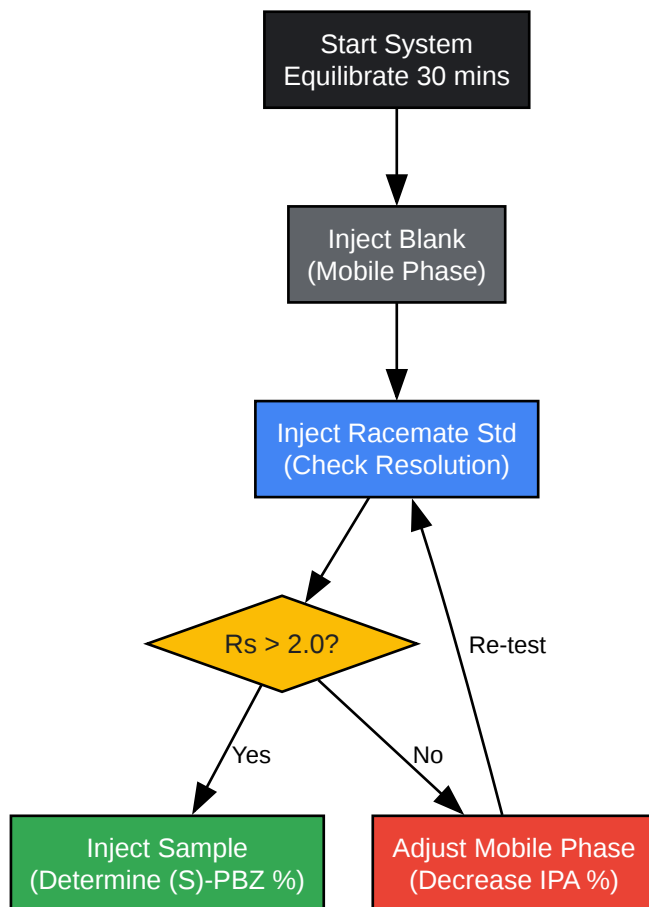 Start System
Equilibrate 30 mins
Inject Blank
(Mobile Phase)
Inject Racemate Std
(Check Resolution)
Rs > 2.0?
Re-test
Yes
No
Inject Sample
(Determine (S)-PBZ %)
Adjust Mobile Phase
(Decrease IPA %)